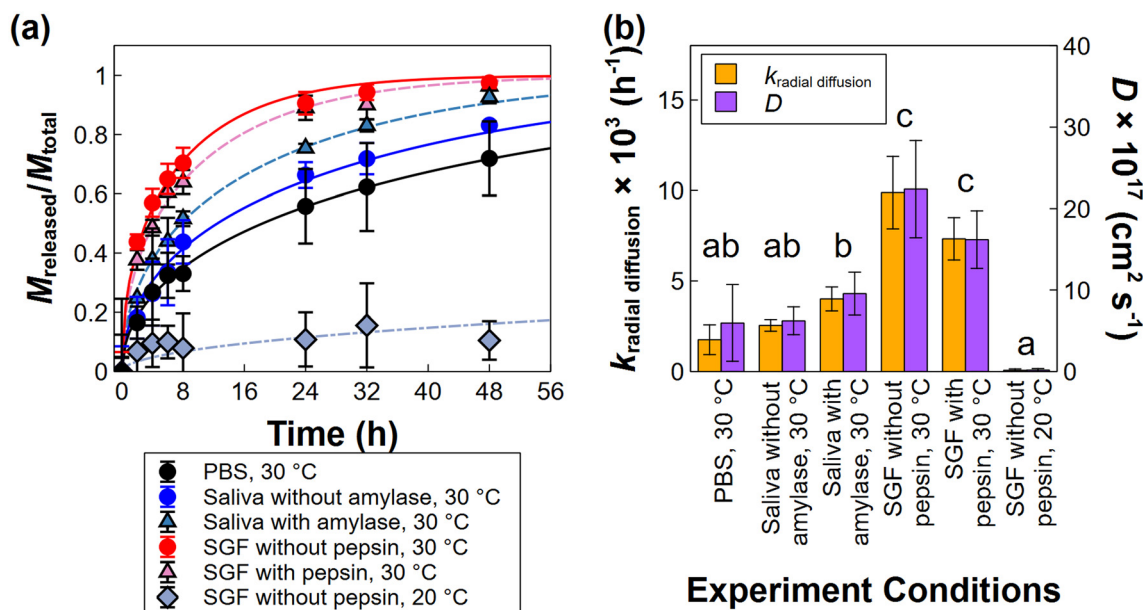 (a)
M_released/M_total
1
0.8
0.6
0.4
0.2
0
0 8 16 24 32 40 48 56
Time (h)
PBS, 30 °C
Saliva without amylase, 30 °C
Saliva with amylase, 30 °C
SGF without pepsin, 30 °C
SGF with pepsin, 30 °C
SGF without pepsin, 20 °C
(b)
k_radial diffusion × 10³ (h⁻¹)
15
10
5
0
k_radial diffusion
D
ab
ab
b
c
c
a
40
30
20
10
0
D × 10¹⁷ (cm² s⁻¹)
PBS, 30 °C
Saliva without
amylase, 30 °C
Saliva with
amylase, 30 °C
SGF without
pepsin, 30 °C
SGF with
pepsin, 30 °C
SGF without
pepsin, 20 °C
Experiment Conditions